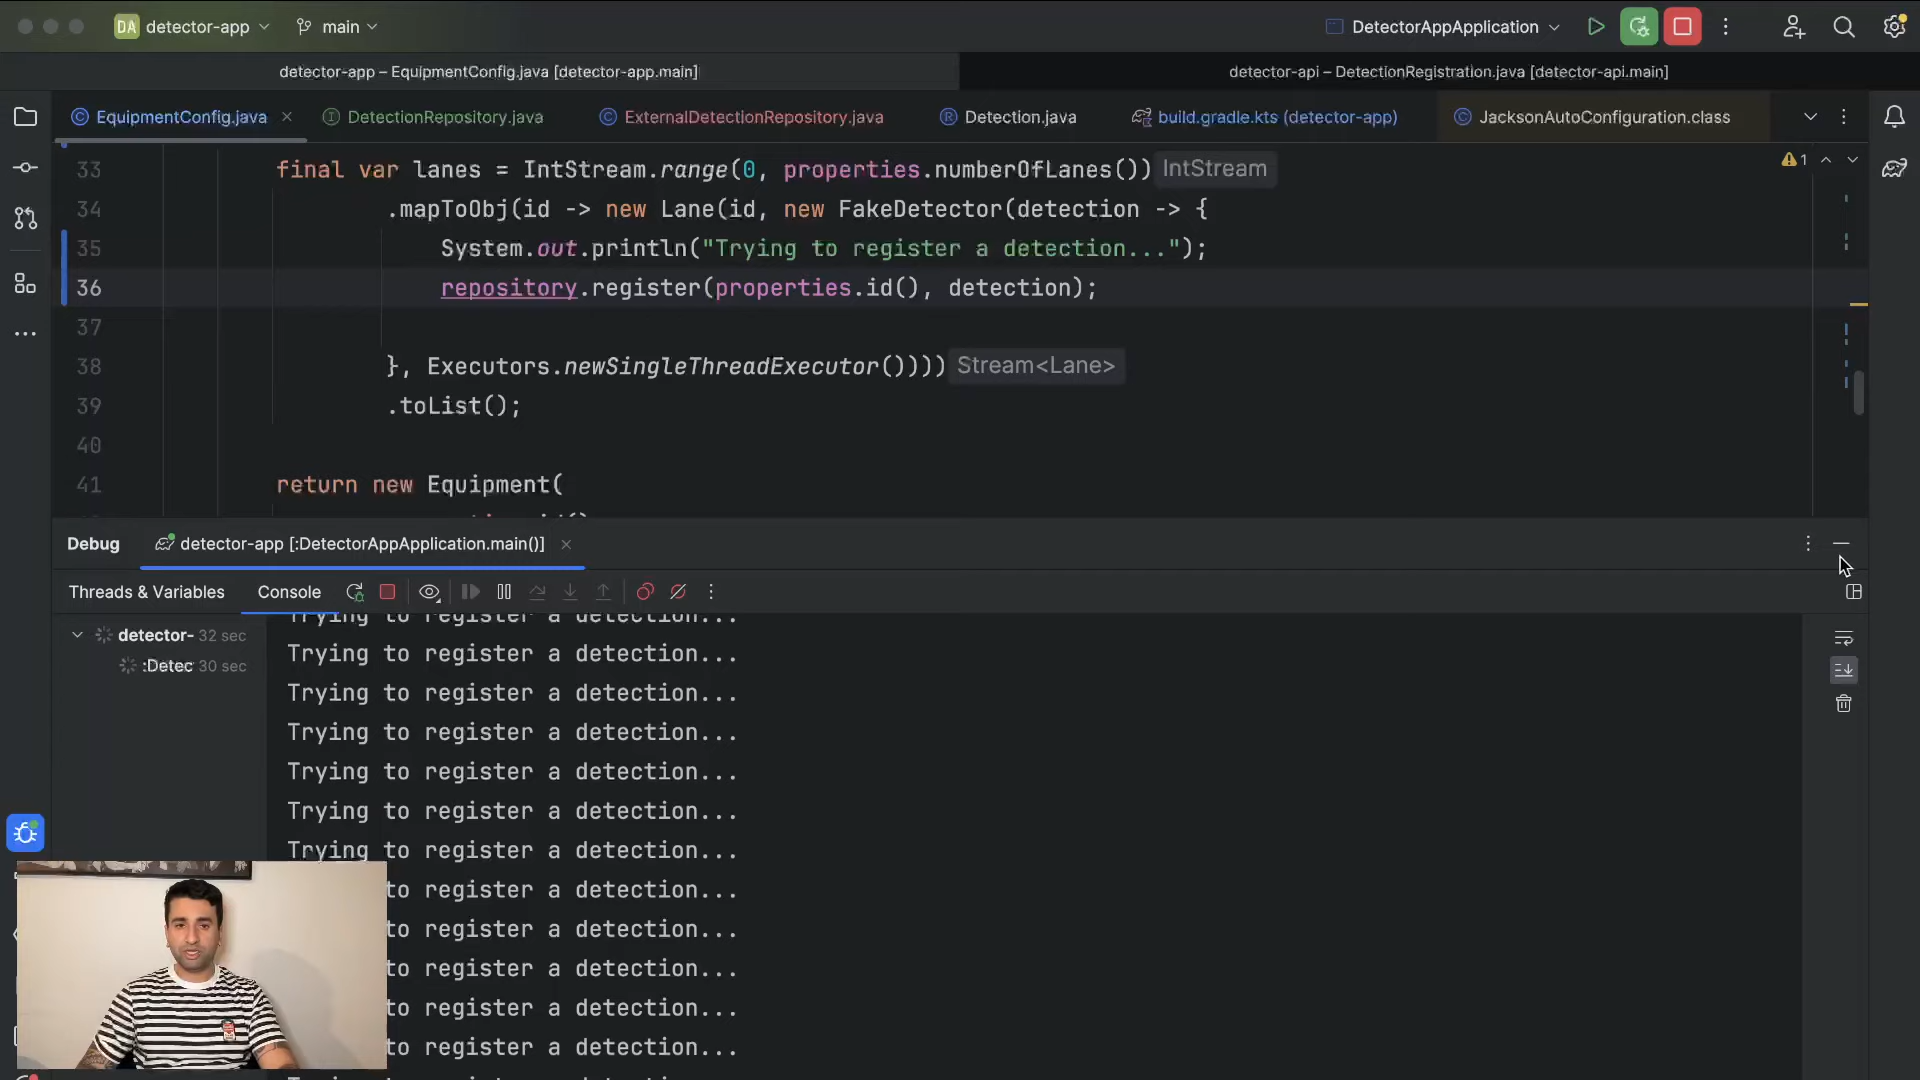 DA detector-app main DetectorAppApplication
detector-app – EquipmentConfig.java [detector-app.main] detector-api – DetectionRegistration.java [detector-api.main]
EquipmentConfig.java DetectionRepository.java ExternalDetectionRepository.java Detection.java build.gradle.kts (detector-app) JacksonAutoConfiguration.class
33 final var lanes = IntStream.range(0, properties.numberOfLanes()) IntStream 1
34 .mapToObj(id -> new Lane(id, new FakeDetector(detection -> {
35 System.out.println("Trying to register a detection...");
36 repository.register(properties.id(), detection);
37
38 }, Executors.newSingleThreadExecutor()))) Stream<Lane>
39 .toList();
40
41 return new Equipment(
Debug detector-app [:DetectorAppApplication.main()]
Threads & Variables Console
Trying to register a detection...
detector- 32 sec Trying to register a detection...
:Detec 30 sec
Trying to register a detection...
Trying to register a detection...
Trying to register a detection...
Trying to register a detection...
Trying to register a detection...
to register a detection...
to register a detection...
to register a detection...
to register a detection...
to register a detection...